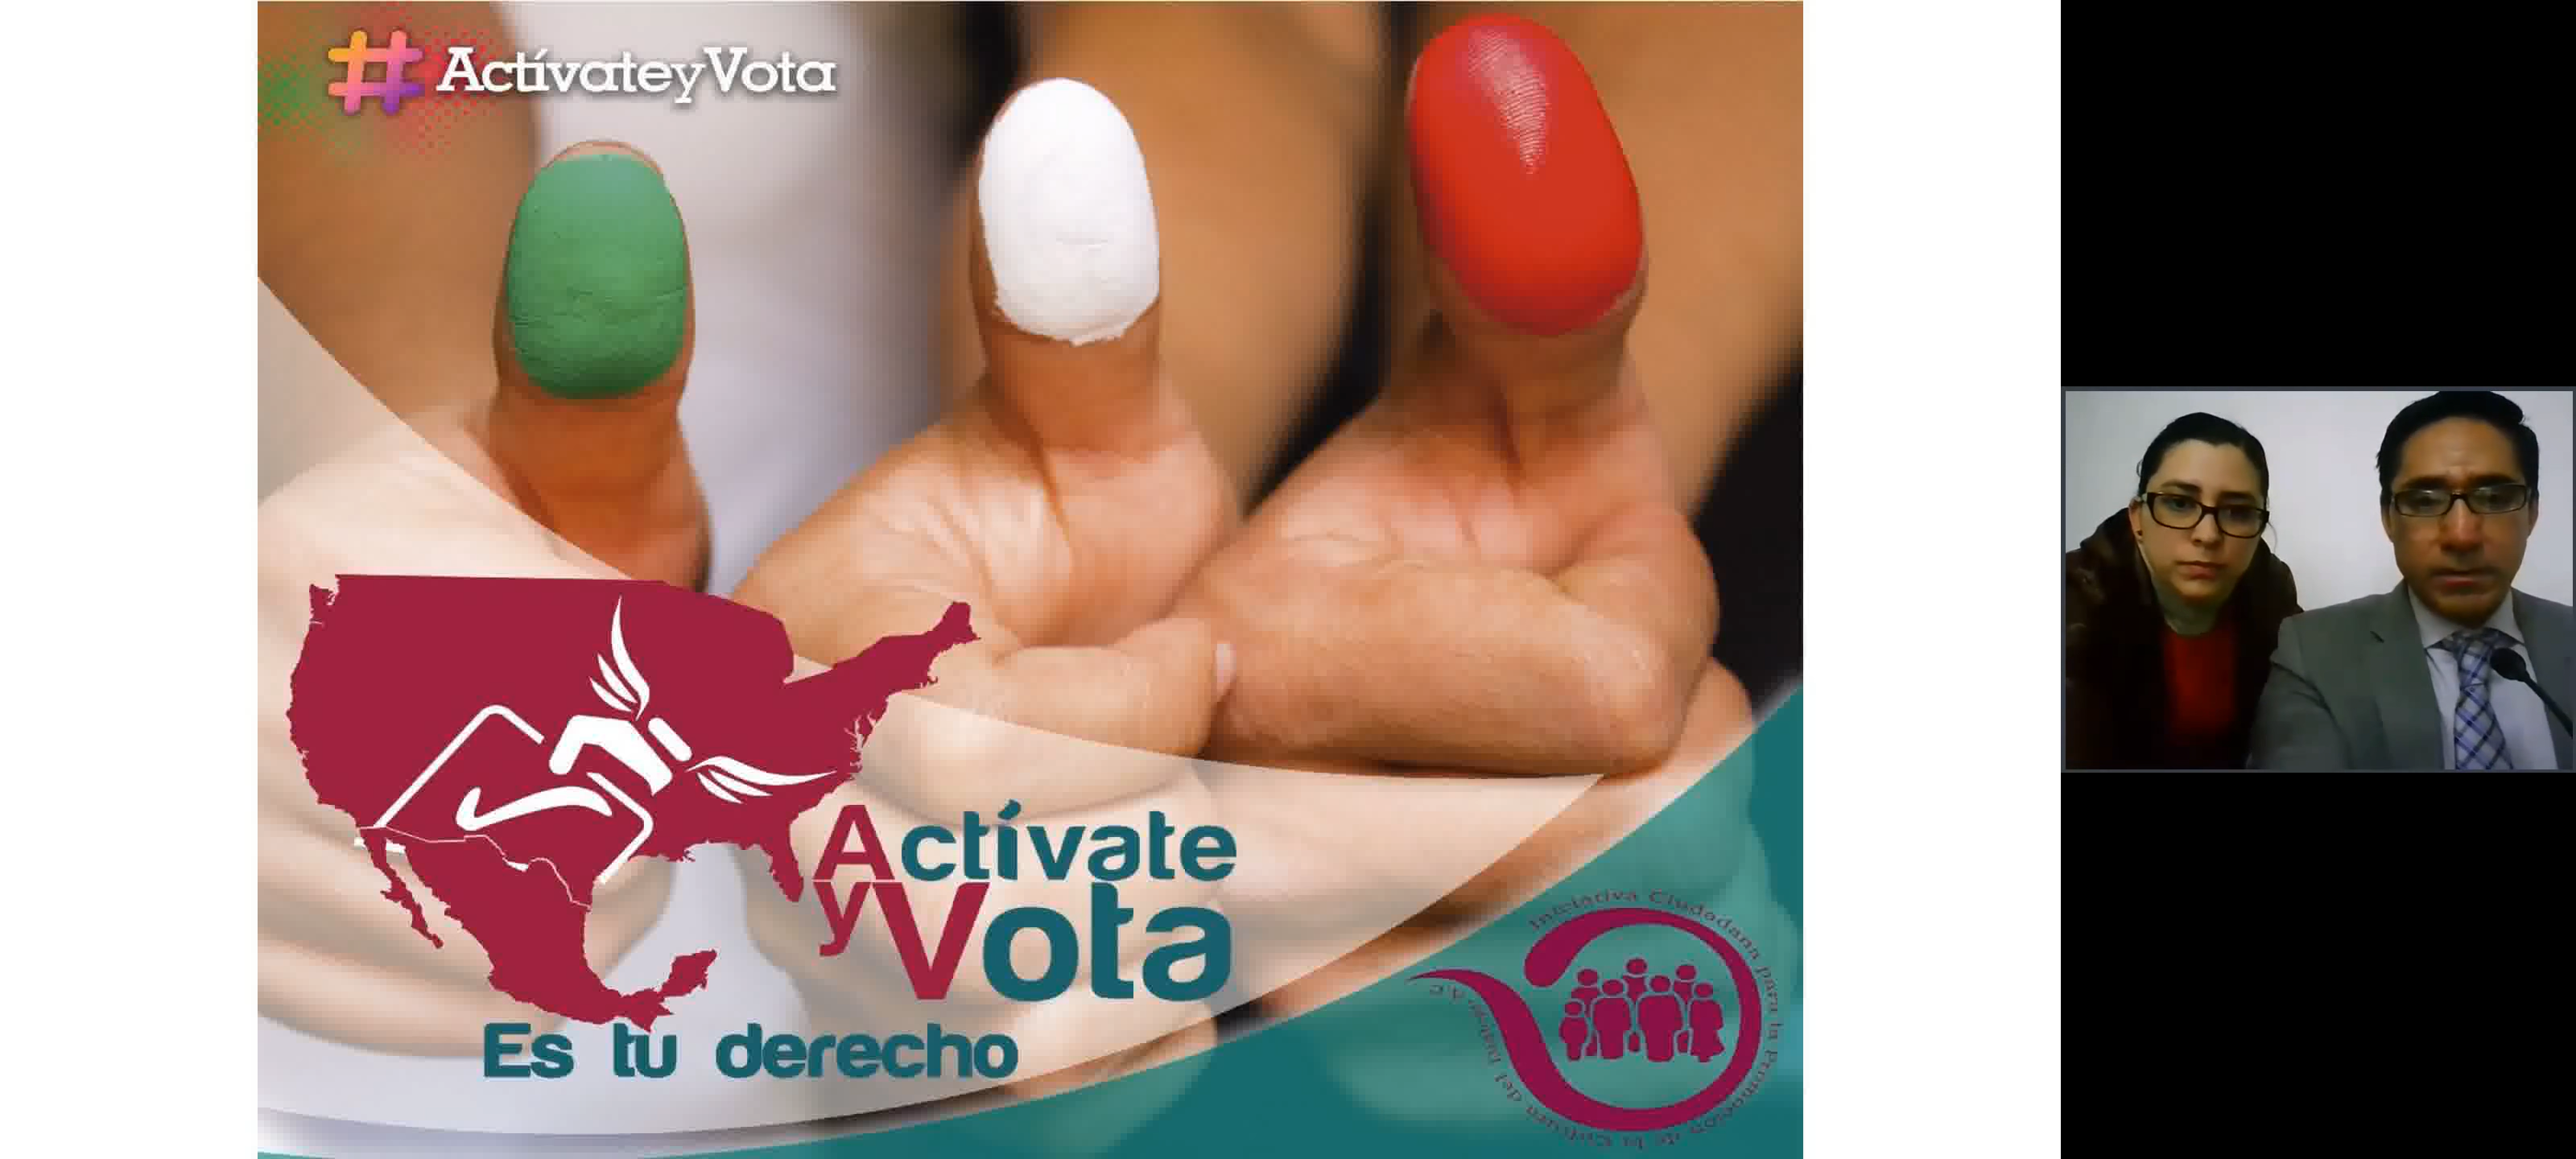 #ActívateyVota
Actívate
y Vota
Es tu derecho
Iniciativa Ciudadana para la Promoción de la Cultura del Diálogo A.C.